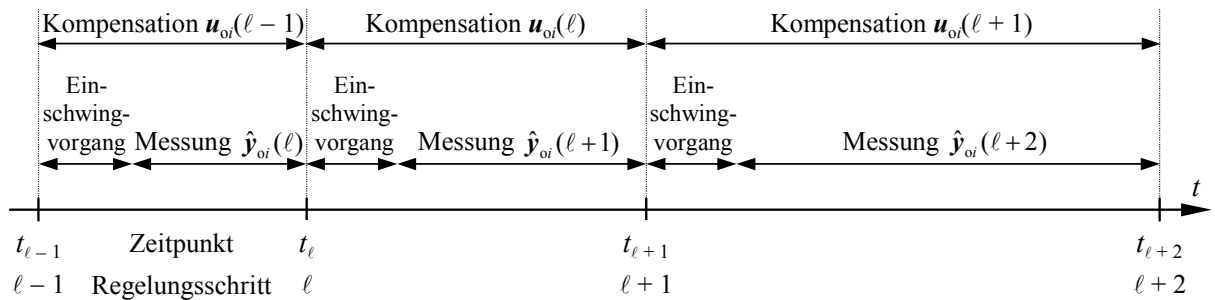 Kompensation u_oi(ℓ – 1) Kompensation u_oi(ℓ) Kompensation u_oi(ℓ + 1)
Ein- Ein- Ein-
schwing- schwing- schwing-
vorgang Messung ŷ_oi(ℓ) vorgang Messung ŷ_oi(ℓ+1) vorgang Messung ŷ_oi(ℓ+2)
t
t_ℓ – 1 Zeitpunkt t_ℓ t_ℓ + 1 t_ℓ + 2
ℓ – 1 Regelungsschritt ℓ ℓ + 1 ℓ + 2